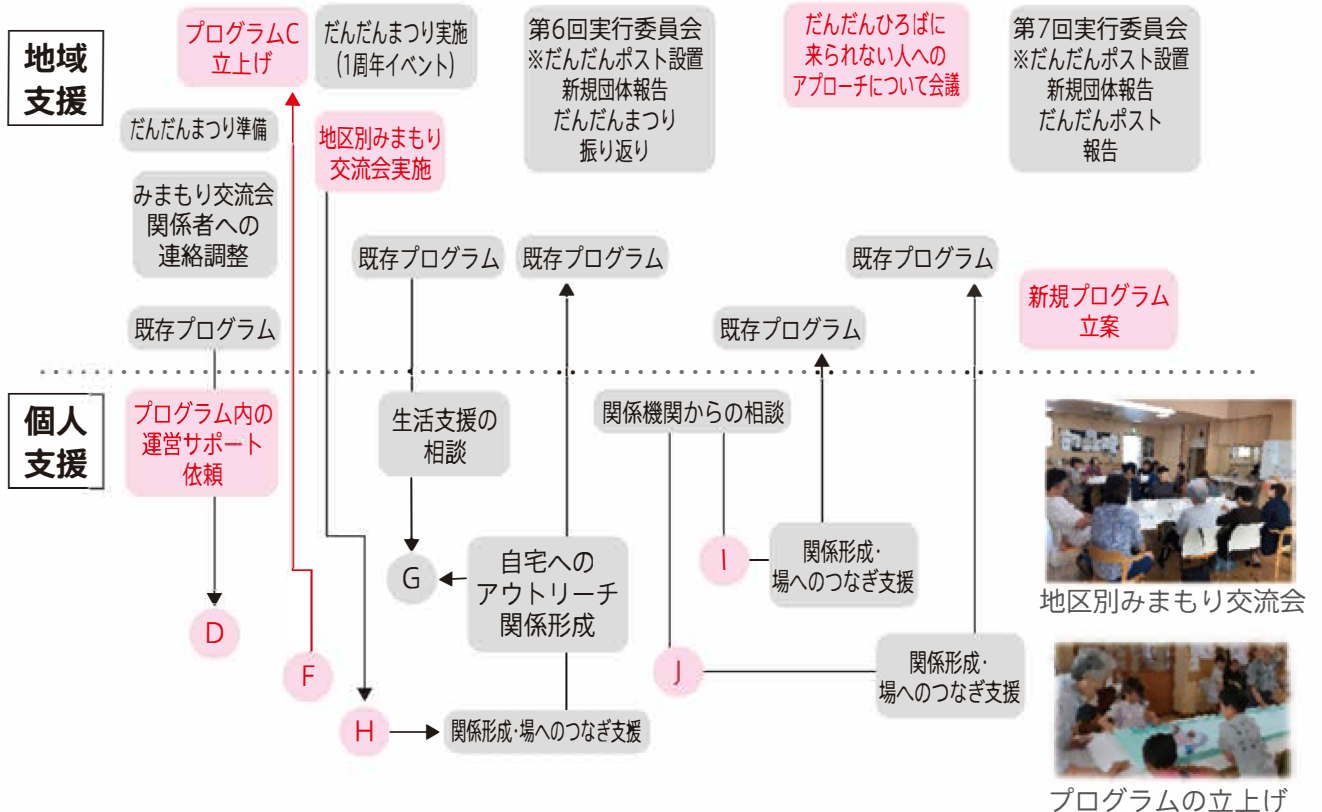 地域
支援
プログラムC
立上げ
だんだんまつり実施
(1周年イベント)
第6回実行委員会
※だんだんポスト設置
新規団体報告
だんだんまつり
振り返り
だんだんひろばに
来られない人への
アプローチについて会議
第7回実行委員会
※だんだんポスト設置
新規団体報告
だんだんポスト
報告
だんだんまつり準備
地区別みまもり
交流会実施
みまもり交流会
関係者への
連絡調整
既存プログラム
既存プログラム
既存プログラム
既存プログラム
既存プログラム
新規プログラム
立案
個人
支援
プログラム内の
運営サポート
依頼
生活支援の
相談
関係機関からの相談
自宅への
アウトリーチ
関係形成
関係形成・
場へのつなぎ支援
関係形成・
場へのつなぎ支援
関係形成・場へのつなぎ支援
D
F
H
G
I
J
地区別みまもり交流会
プログラムの立上げ